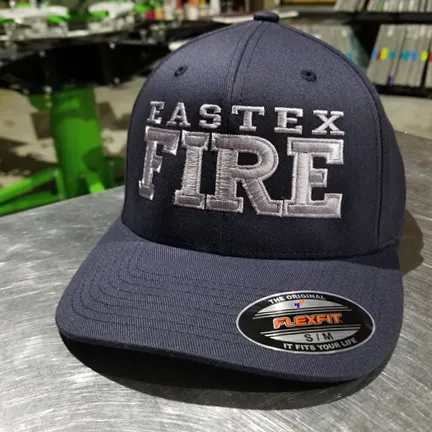 EASTEX
FIRE
THE ORIGINAL
FLEXFIT
S/M
IT FITS YOUR LIFE